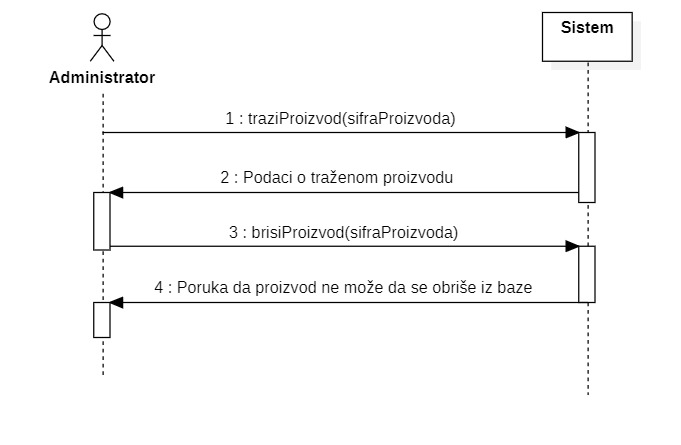 Administrator
Sistem
1 : traziProizvod(sifraProizvoda)
2 : Podaci o traženom proizvodu
3 : brisiProizvod(sifraProizvoda)
4 : Poruka da proizvod ne može da se obriše iz baze